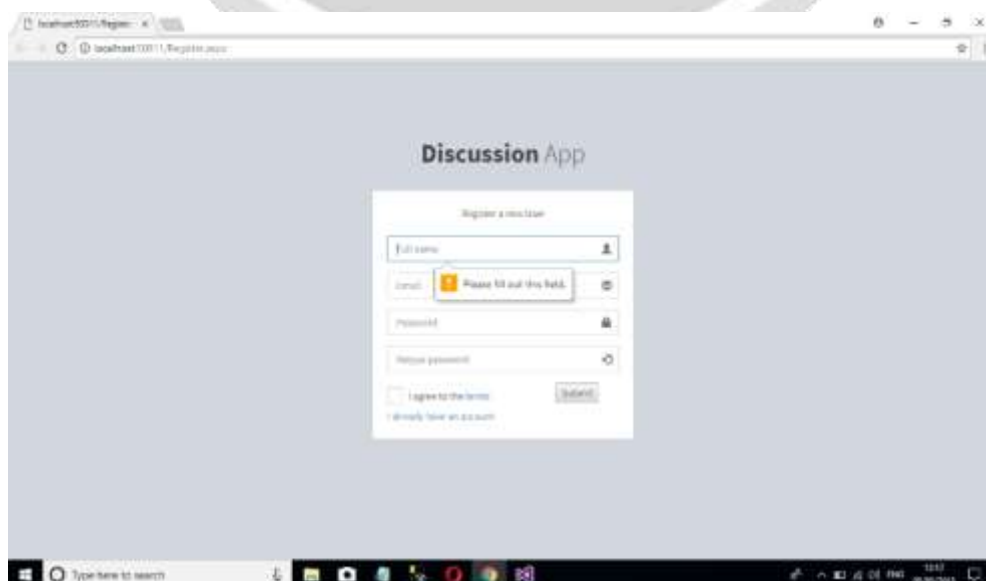 Discussion App
Register a new User
Full name
Email
Please fill out this field.
Password
Retype password
I agree to the terms
Submit
I already have an account
Type here to search
ENG